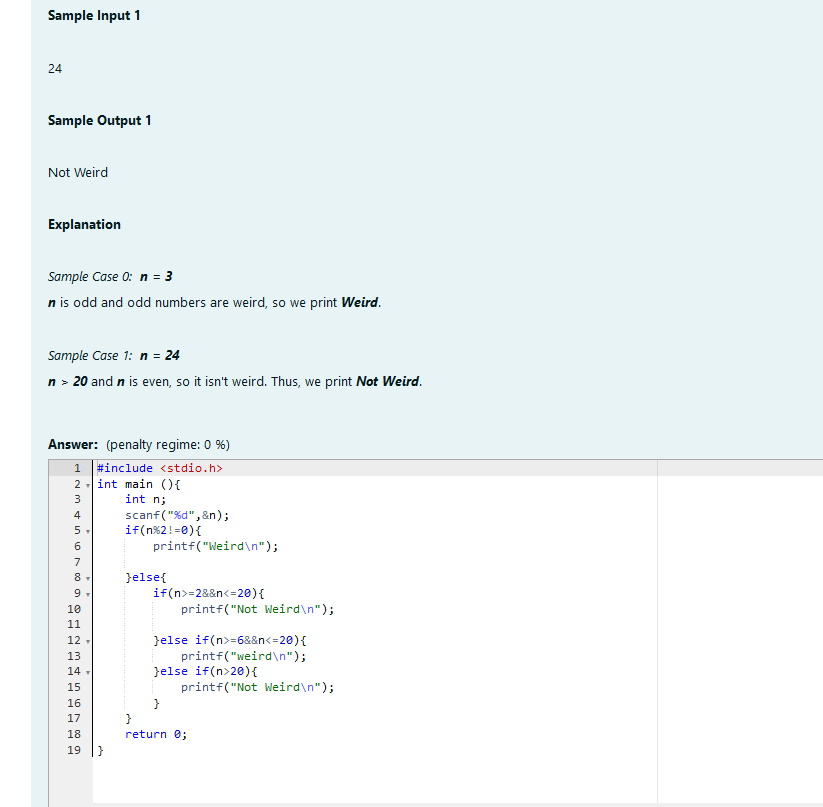 Sample Input 1
24
Sample Output 1
Not Weird
Explanation
Sample Case 0: n = 3
n is odd and odd numbers are weird, so we print Weird.
Sample Case 1: n = 24
n > 20 and n is even, so it isn't weird. Thus, we print Not Weird.
Answer: (penalty regime: 0 %)
1 #include <stdio.h>
2 int main (){
3 int n;
4 scanf("%d",&n);
5 if(n%2!=0){
6 printf("Weird\n");
7
8 }else{
9 if(n>=2&&n<=20){
10 printf("Not Weird\n");
11
12 }else if(n>=6&&n<=20){
13 printf("weird\n");
14 }else if(n>20){
15 printf("Not Weird\n");
16 }
17 }
18 return 0;
19 }